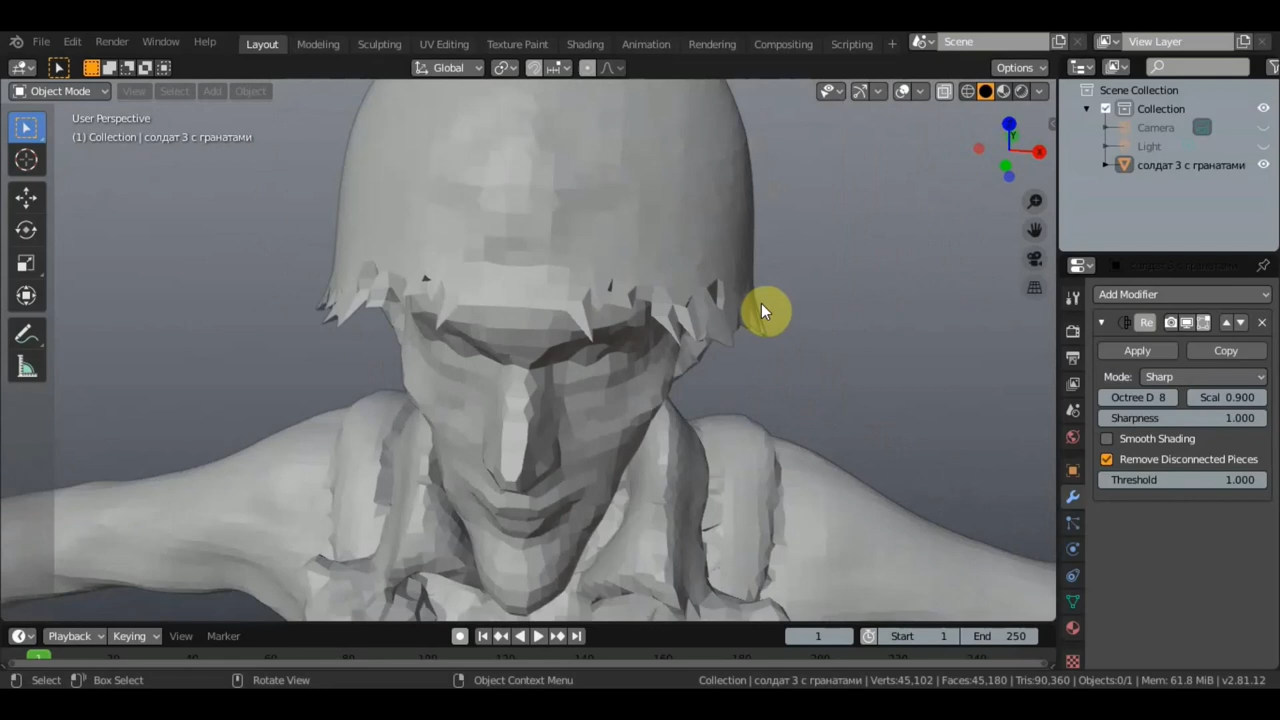 File Edit Render Window Help Layout Modeling Sculpting UV Editing Texture Paint Shading Animation Rendering Compositing Scripting + Scene View Layer
Global Options
Object Mode View Select Add Object
User Perspective
(1) Collection | солдат 3 с гранатами
Y
X
Scene Collection
Collection
Camera
Light
солдат 3 с гранатами
Add Modifier
Re
Apply Copy
Mode: Sharp
Octree D 8 Scal 0.900
Sharpness 1.000
Smooth Shading
Remove Disconnected Pieces
Threshold 1.000
Playback Keying View Marker 1 Start 1 End 250
Select Box Select Rotate View Object Context Menu Collection | солдат 3 с гранатами | Verts:45,102 | Faces:45,180 | Tris:90,360 | Objects:0/1 | Mem: 61.8 MiB | v2.81.12